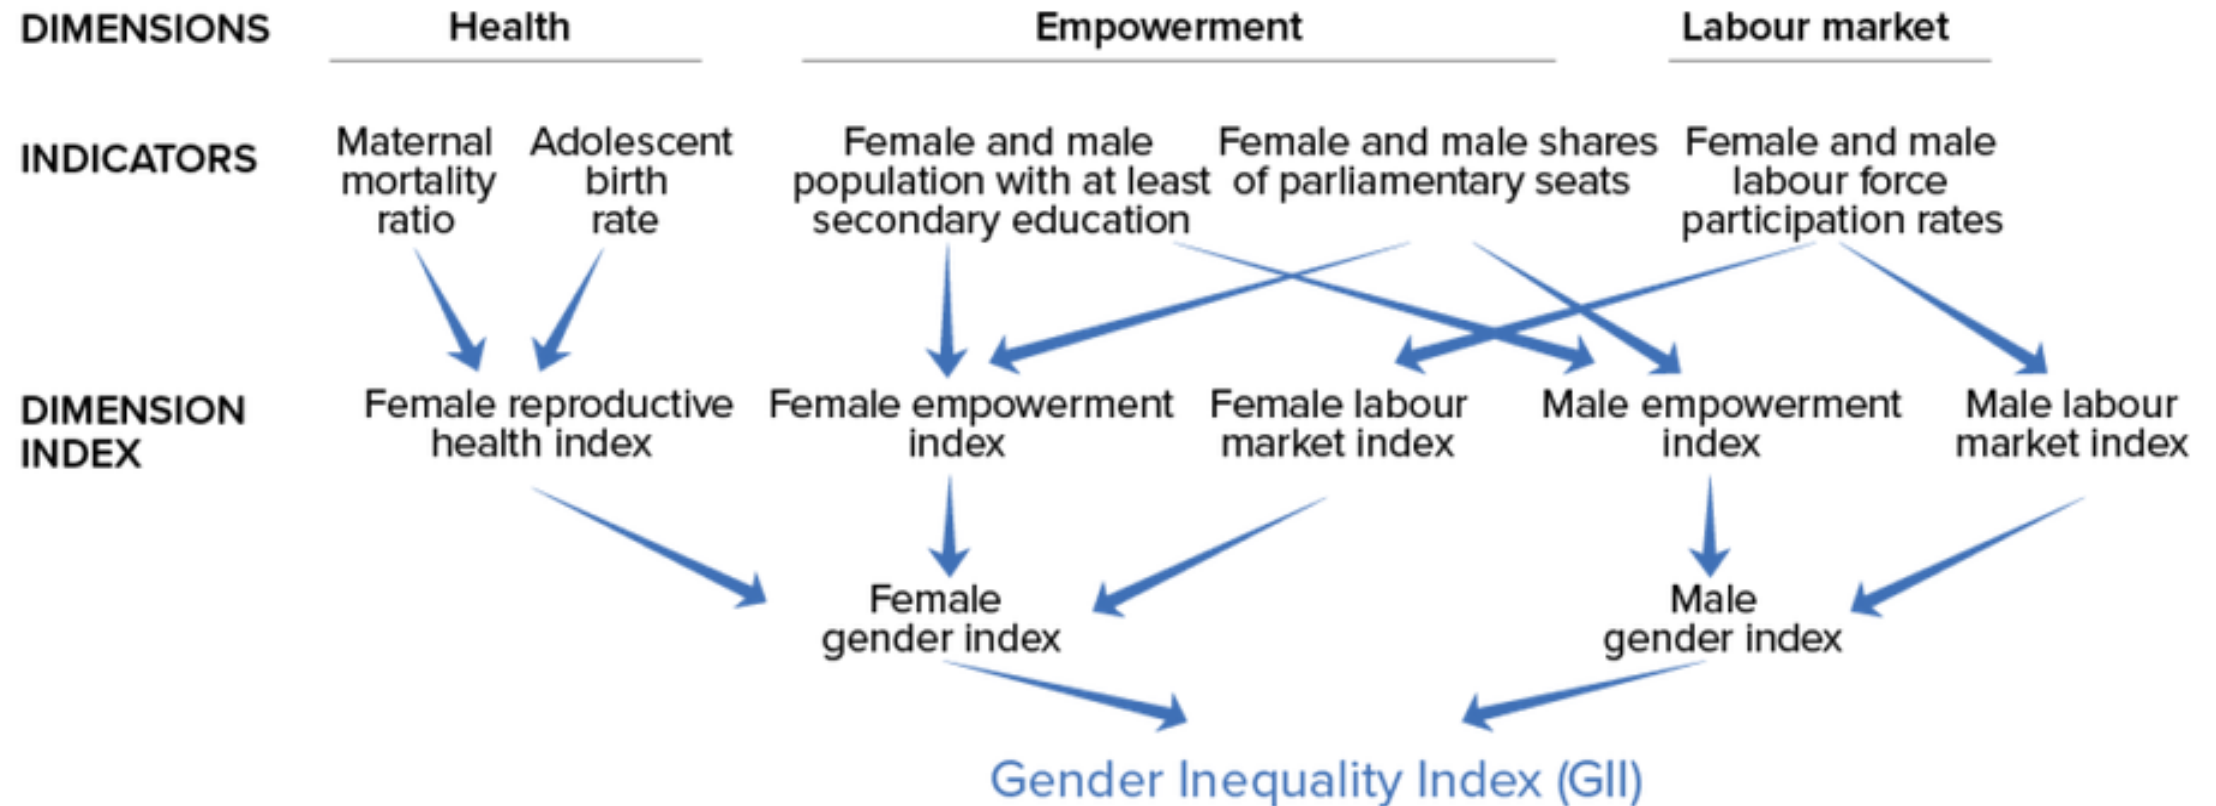 DIMENSIONS
Health
Empowerment
Labour market
INDICATORS
Maternal
mortality
ratio
Adolescent
birth
rate
Female and male
population with at least
secondary education
Female and male shares
of parliamentary seats
Female and male
labour force
participation rates
DIMENSION
INDEX
Female reproductive
health index
Female empowerment
index
Female labour
market index
Male empowerment
index
Male labour
market index
Female
gender index
Male
gender index
Gender Inequality Index (GII)